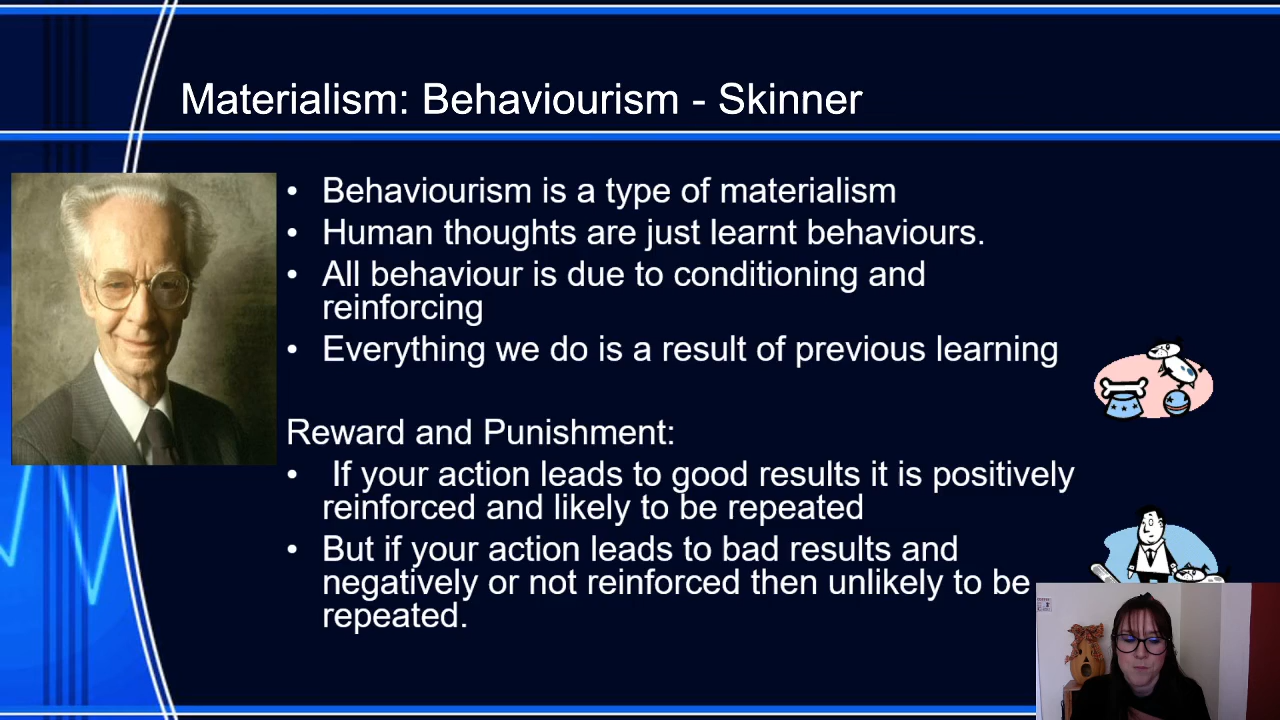 Materialism: Behaviourism - Skinner
• Behaviourism is a type of materialism
• Human thoughts are just learnt behaviours.
• All behaviour is due to conditioning and
reinforcing
• Everything we do is a result of previous learning
Reward and Punishment:
• If your action leads to good results it is positively
reinforced and likely to be repeated
• But if your action leads to bad results and
negatively or not reinforced then unlikely to be
repeated.